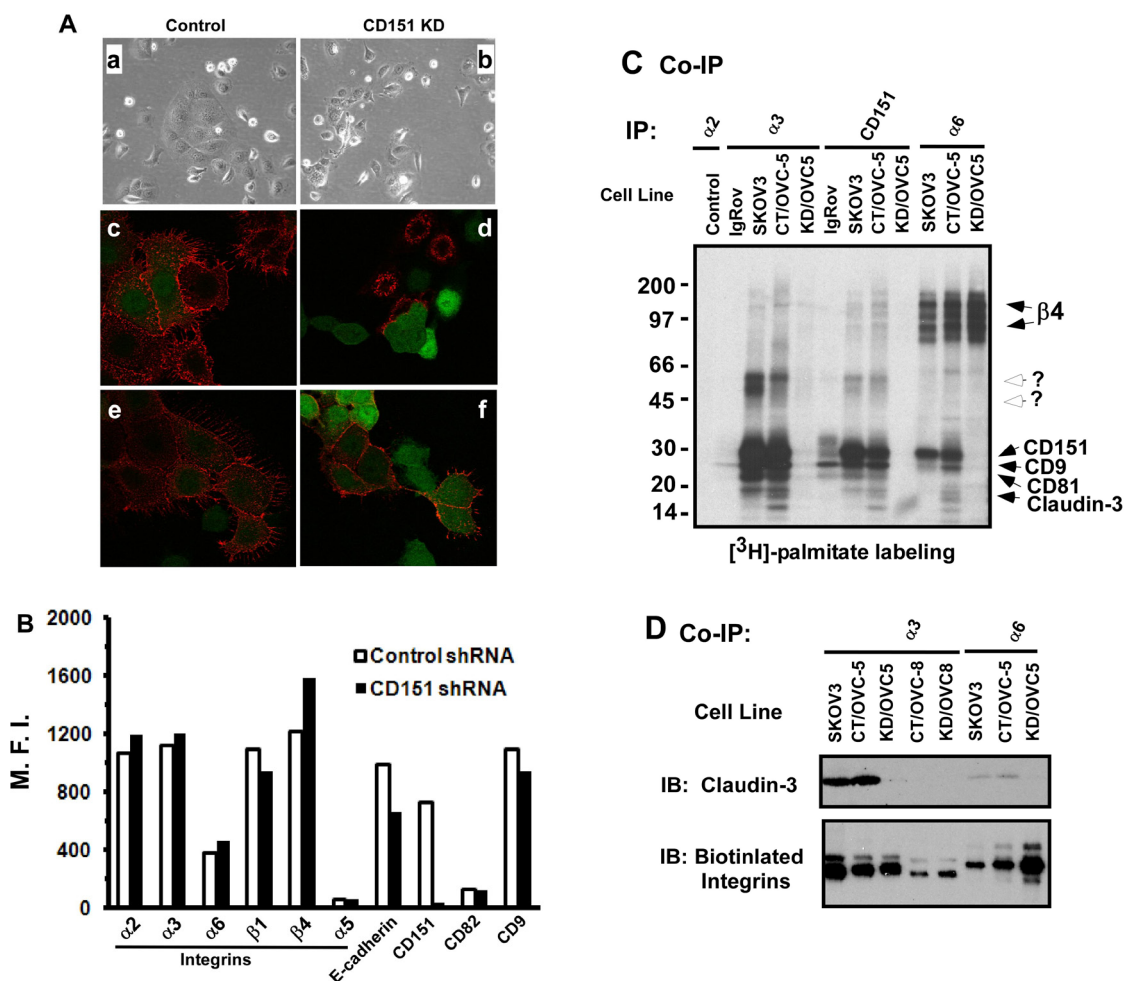 A
Control
CD151 KD
a
b
c
d
e
f
B
M. F. I.
2000
1600
1200
800
400
0
Control shRNA
CD151 shRNA
α2
α3
α6
β1
β4
α5
E-cadherin
CD151
CD82
CD9
Integrins
C Co-IP
IP:
α2
α3
CD151
α6
Cell Line
Control
IgRov
SKOV3
CT/OVC-5
KD/OVC5
IgRov
SKOV3
CT/OVC-5
KD/OVC5
SKOV3
CT/OVC-5
KD/OVC5
200
97
66
45
30
20
14
β4
?
?
CD151
CD9
CD81
Claudin-3
[3H]-palmitate labeling
D Co-IP:
α3
α6
Cell Line
SKOV3
CT/OVC-5
KD/OVC5
CT/OVC-8
KD/OVC8
SKOV3
CT/OVC-5
KD/OVC5
IB: Claudin-3
IB: Biotinlated
Integrins